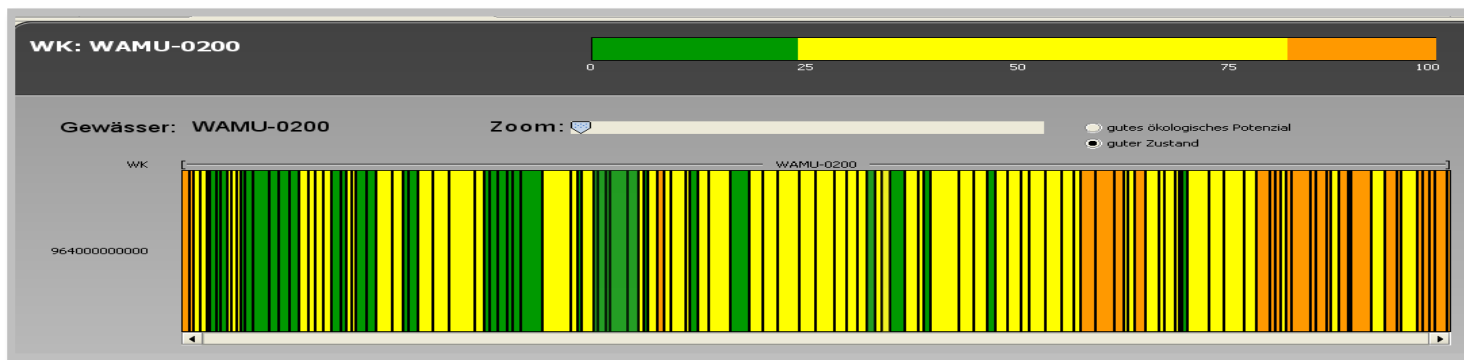 WK: WAMU-0200
0 25 50 75 100
Gewässer: WAMU-0200 Zoom:
gutes ökologisches Potenzial
guter Zustand
WK WAMU-0200
964000000000